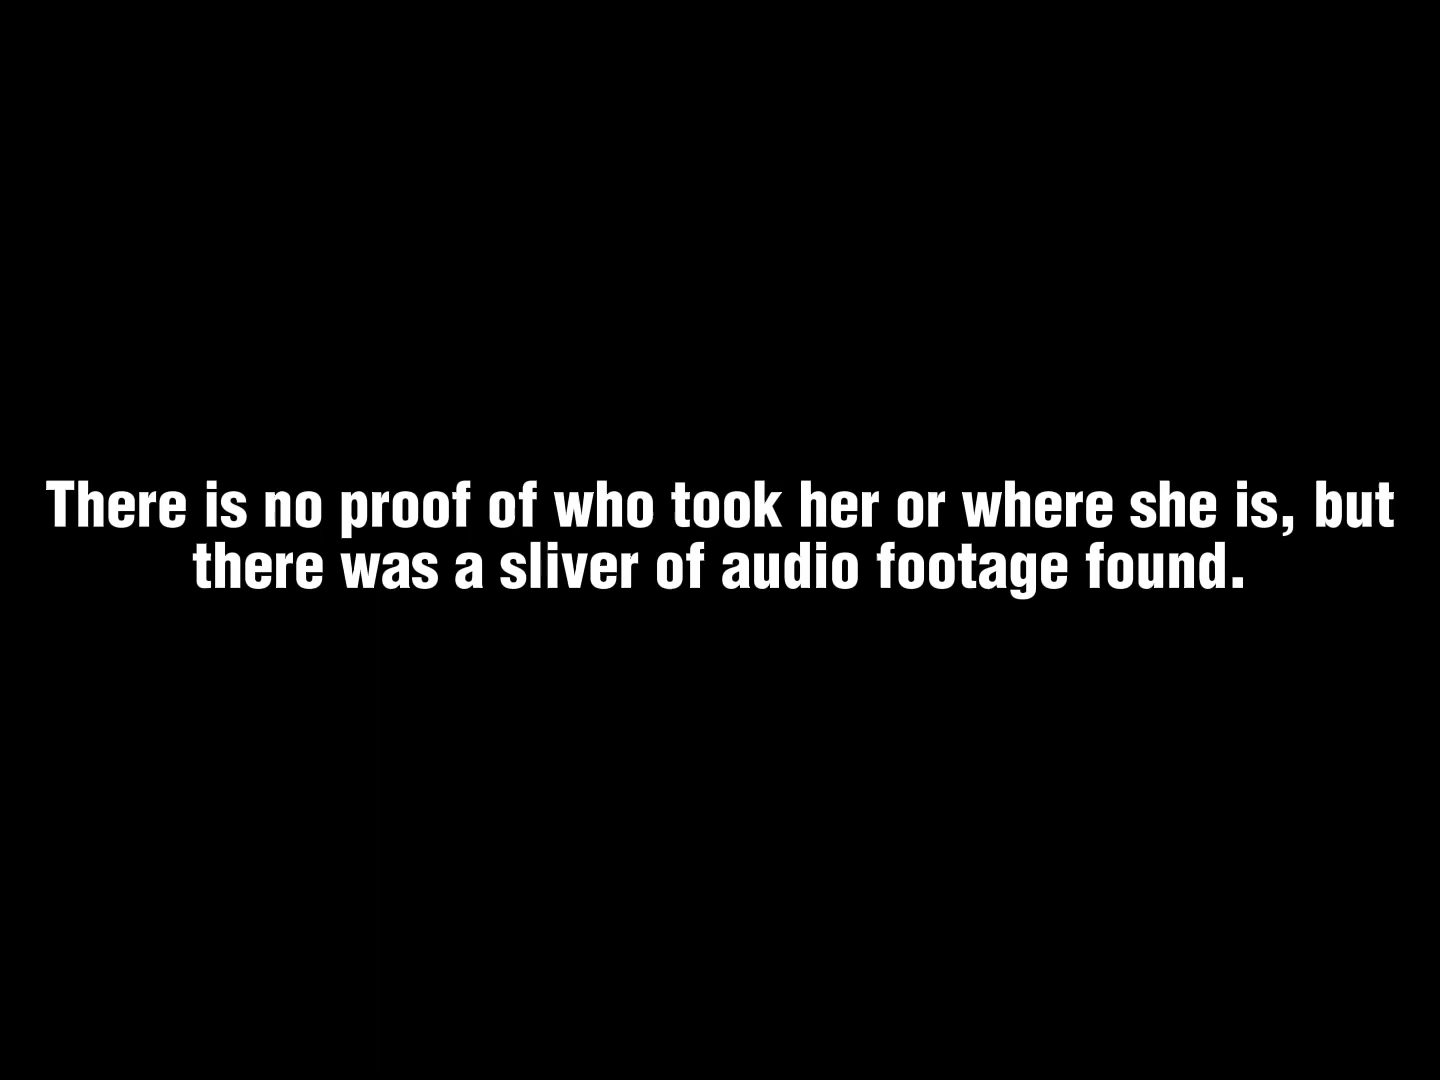 There is no proof of who took her or where she is, but
there was a sliver of audio footage found.